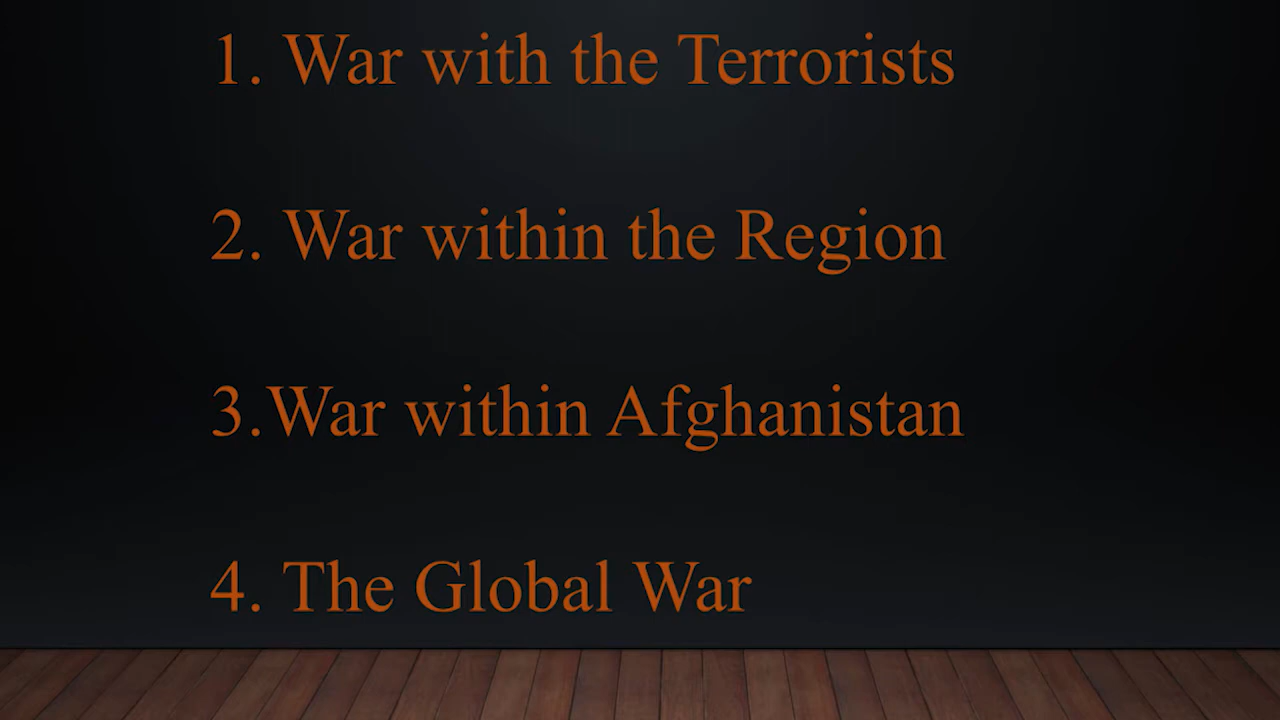 1. War with the Terrorists
2. War within the Region
3.War within Afghanistan
4. The Global War